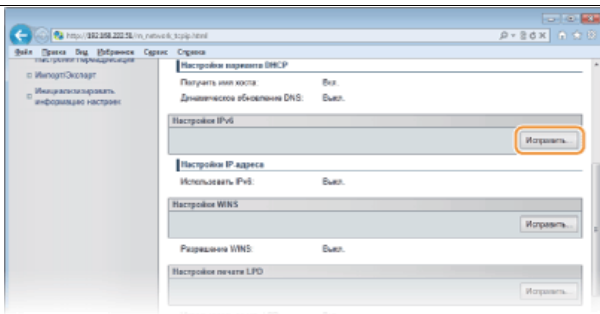 Файл Правка Вид Избранное Сервис Справка
Импорт/Экспорт
Инициализировать
информацию настроек
Настройки варианта DHCP
Получить имя хоста: Вкл.
Динамическое обновление DNS: Выкл.
Настройки IPv6
Исправить...
Настройки IP-адреса
Использовать IPv6: Выкл.
Настройки WINS
Исправить...
Разрешение WINS: Выкл.
Настройки печати LPD
Исправить...